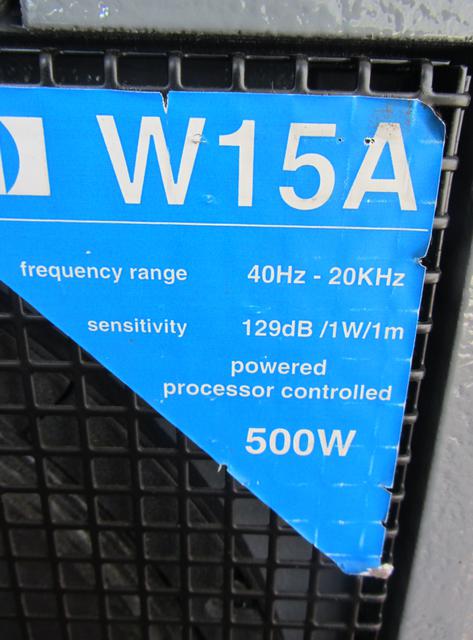 W15A
frequency range 40Hz - 20KHz
sensitivity 129dB /1W/1m
powered
processor controlled
500W